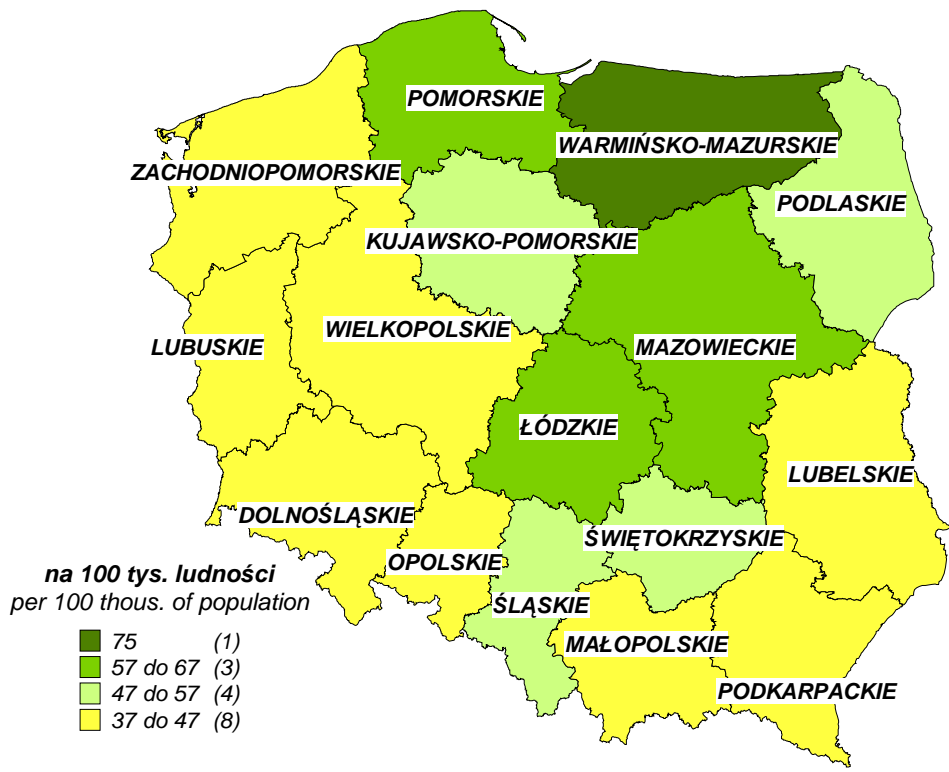 POMORSKIE
WARMIŃSKO-MAZURSKIE
ZACHODNIOPOMORSKIE
PODLASKIE
KUJAWSKO-POMORSKIE
WIELKOPOLSKIE
LUBUSKIE
MAZOWIECKIE
ŁÓDZKIE
LUBELSKIE
DOLNOŚLĄSKIE
ŚWIĘTOKRZYSKIE
OPOLSKIE
ŚLĄSKIE
MAŁOPOLSKIE
PODKARPACKIE
na 100 tys. ludności
per 100 thous. of population
75 (1)
57 do 67 (3)
47 do 57 (4)
37 do 47 (8)